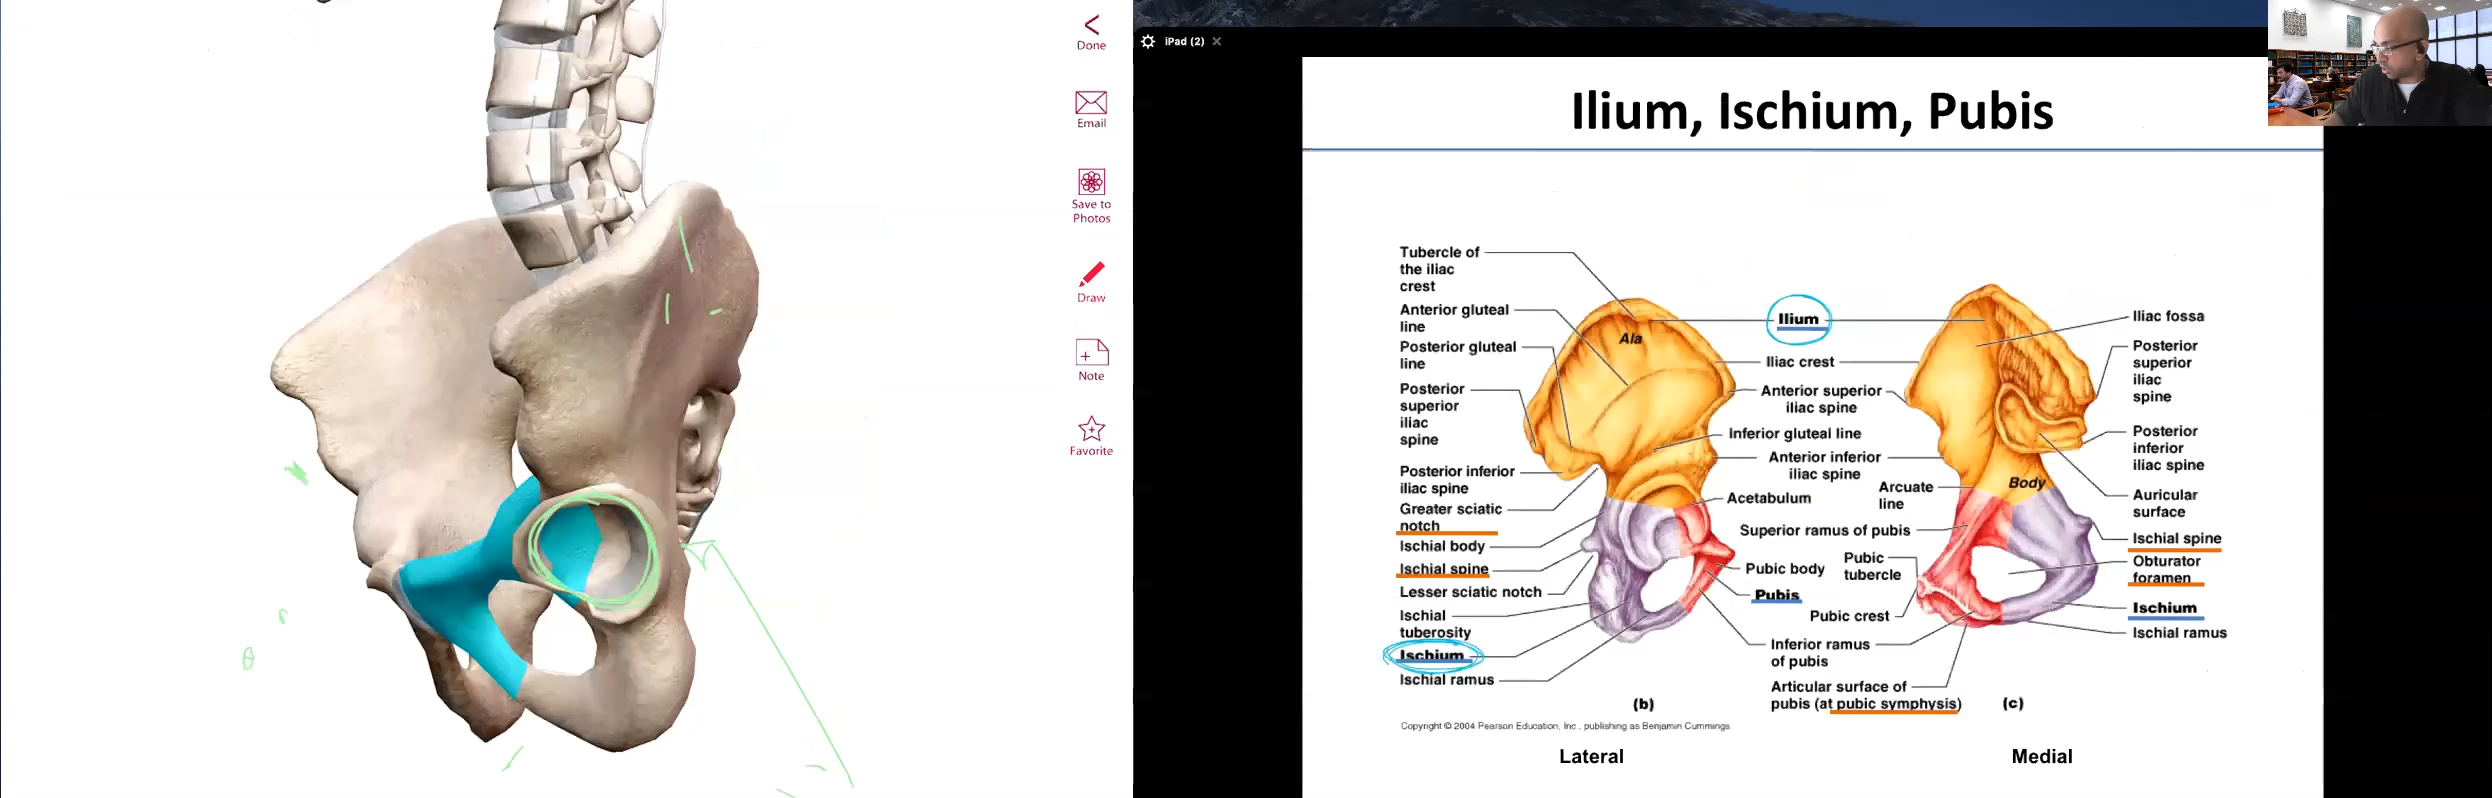 Done
Email
Save to
Photos
Draw
Note
Favorite
θ
iPad (2)
Ilium, Ischium, Pubis
Tubercle of
the iliac
crest
Anterior gluteal
line
Posterior gluteal
line
Posterior
superior
iliac
spine
Posterior inferior
iliac spine
Greater sciatic
notch
Ischial body
Ischial spine
Lesser sciatic notch
Ischial
tuberosity
Ischium
Ischial ramus
Ala
Ilium
Iliac crest
Anterior superior
iliac spine
Inferior gluteal line
Anterior inferior
iliac spine
Acetabulum
Arcuate
line
Superior ramus of pubis
Pubic body
Pubic
tubercle
Pubis
Pubic crest
Inferior ramus
of pubis
Articular surface of
pubis (at pubic symphysis)
Body
Iliac fossa
Posterior
superior
iliac
spine
Posterior
inferior
iliac spine
Auricular
surface
Ischial spine
Obturator
foramen
Ischium
Ischial ramus
(b)
(c)
Copyright © 2004 Pearson Education, Inc., publishing as Benjamin Cummings.
Lateral
Medial